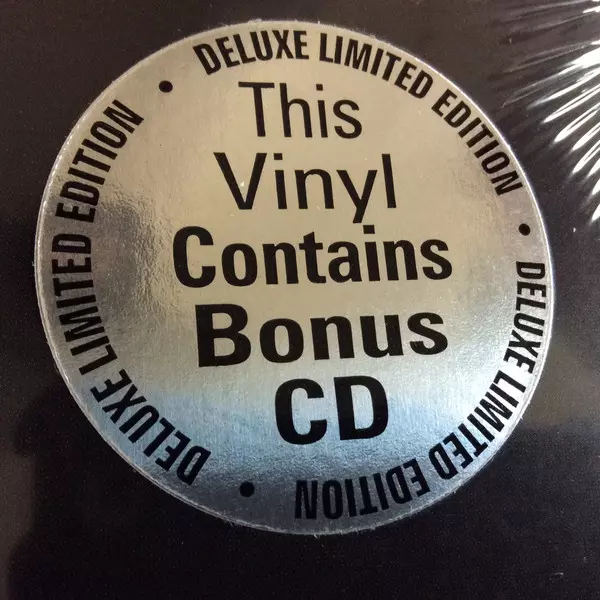 DELUXE LIMITED EDITION • DELUXE LIMITED EDITION • DELUXE LIMITED EDITION •
This
Vinyl
Contains
Bonus
CD